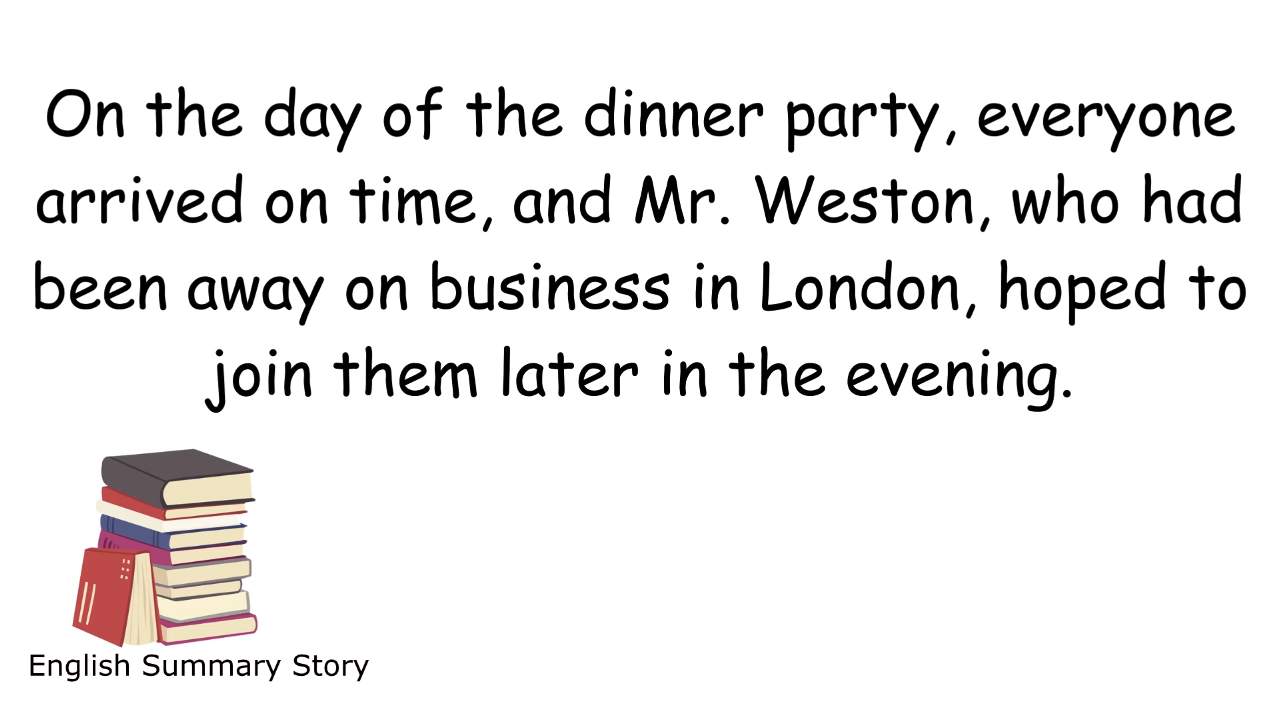 On the day of the dinner party, everyone
arrived on time, and Mr. Weston, who had
been away on business in London, hoped to
join them later in the evening.
English Summary Story